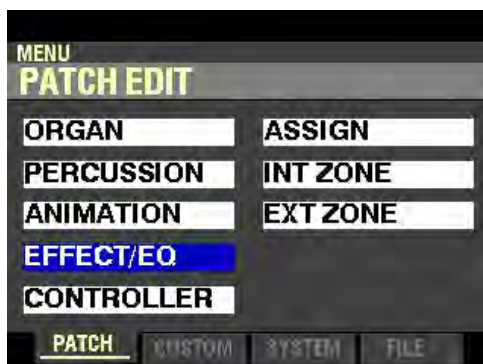 MENU
PATCH EDIT
ORGAN
PERCUSSION
ANIMATION
EFFECT/EQ
CONTROLLER
ASSIGN
INT ZONE
EXT ZONE
PATCH CUSTOM SYSTEM FILE